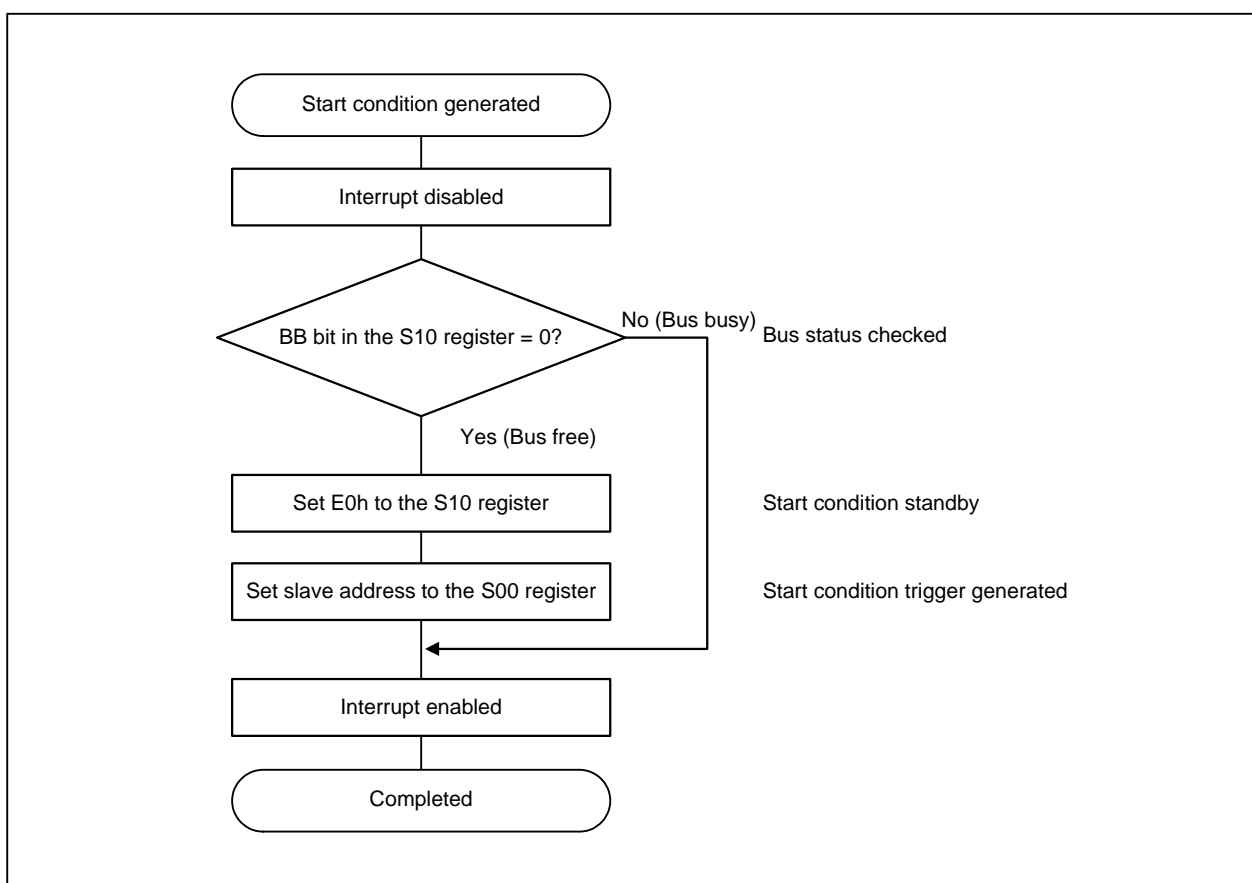 Start condition generated
Interrupt disabled
BB bit in the S10 register = 0?
No (Bus busy)
Bus status checked
Yes (Bus free)
Set E0h to the S10 register
Start condition standby
Set slave address to the S00 register
Start condition trigger generated
Interrupt enabled
Completed